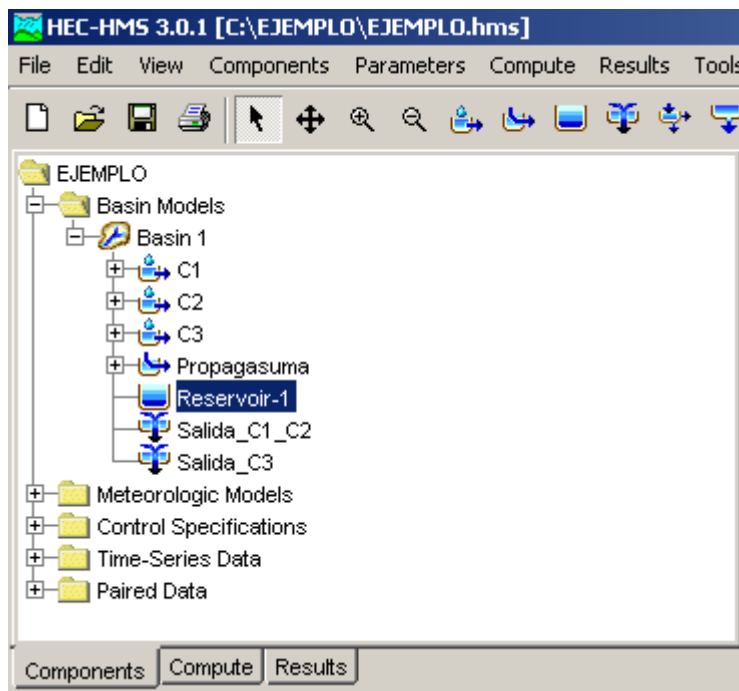 HEC-HMS 3.0.1 [C:\EJEMPLO\EJEMPLO.hms]
File Edit View Components Parameters Compute Results Tools
EJEMPLO
Basin Models
Basin 1
C1
C2
C3
Propagasuma
Reservoir-1
Salida_C1_C2
Salida_C3
Meteorologic Models
Control Specifications
Time-Series Data
Paired Data
Components Compute Results